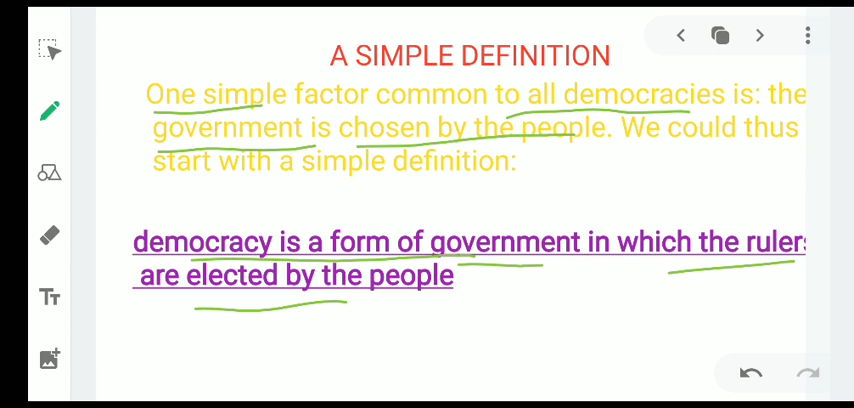 A SIMPLE DEFINITION
One simple factor common to all democracies is: the
government is chosen by the people. We could thus
start with a simple definition:
democracy is a form of government in which the rulers
are elected by the people
Tт